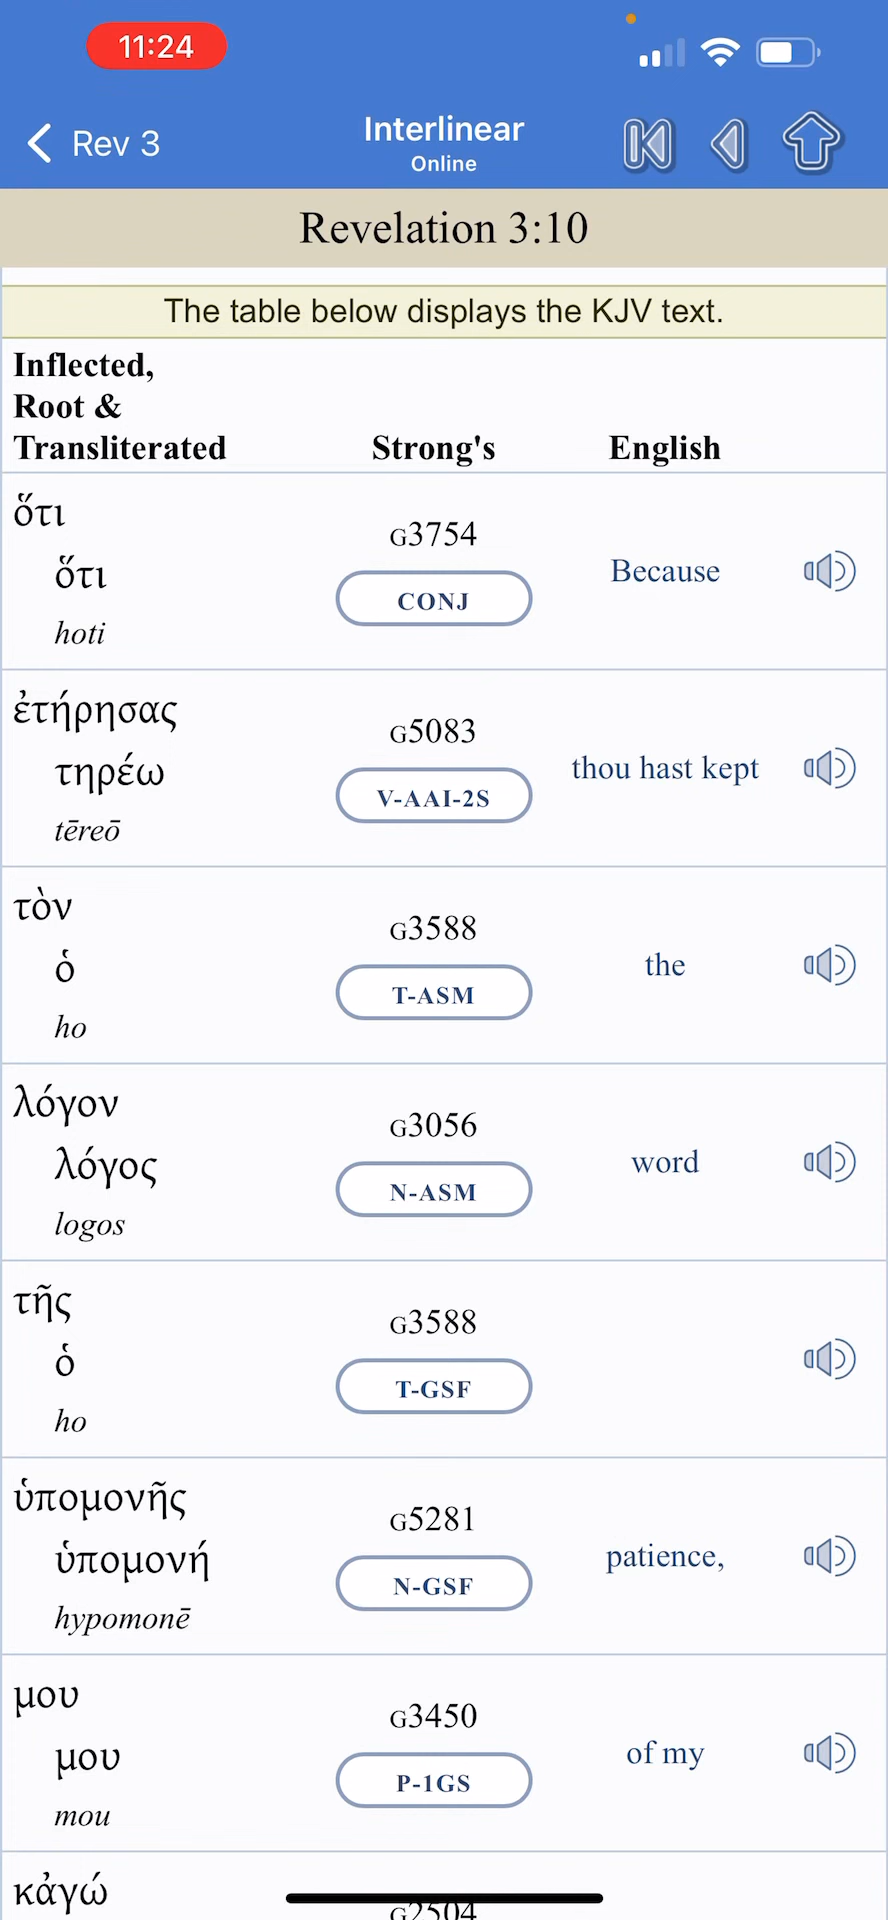 11:24
Rev 3
Interlinear
Online
Revelation 3:10
The table below displays the KJV text.
Inflected,
Root &
Transliterated Strong's English
ὅτι
ὅτι
hoti
G3754
CONJ
Because
ἐτήρησας
τηρέω
tēreō
G5083
V-AAI-2S
thou hast kept
τὸν
ὁ
ho
G3588
T-ASM
the
λόγον
λόγος
logos
G3056
N-ASM
word
τῆς
ὁ
ho
G3588
T-GSF
ὑπομονῆς
ὑπομονή
hypomonē
G5281
N-GSF
patience,
μου
μου
mou
G3450
P-1GS
of my
κἀγώ
G2504